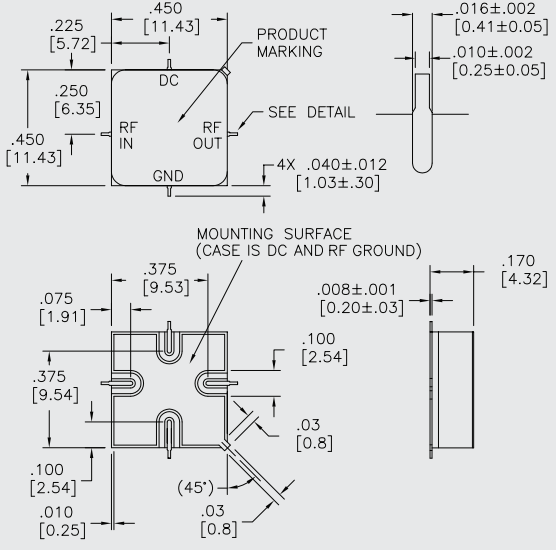 .450
[11.43]
.225
[5.72]
PRODUCT
MARKING
.016±.002
[0.41±0.05]
.010±.002
[0.25±0.05]
DC
.250
[6.35]
SEE DETAIL
.450
[11.43]
RF
IN
RF
OUT
GND
4X .040±.012
[1.03±.30]
MOUNTING SURFACE
(CASE IS DC AND RF GROUND)
.375
[9.53]
.170
[4.32]
.075
[1.91]
.008±.001
[0.20±.03]
.100
[2.54]
.375
[9.54]
.03
[0.8]
.100
[2.54]
(45°)
.010
[0.25]
.03
[0.8]